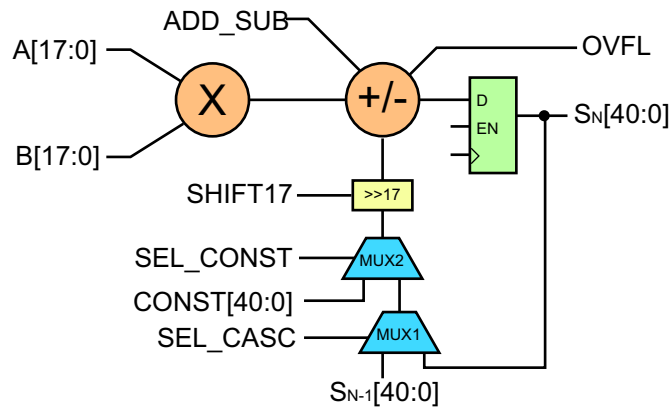 ADD_SUB
A[17:0]
OVFL
X
+/-
D
SN[40:0]
EN
B[17:0]
SHIFT17
>>17
SEL_CONST
MUX2
CONST[40:0]
SEL_CASC
MUX1
SN-1[40:0]